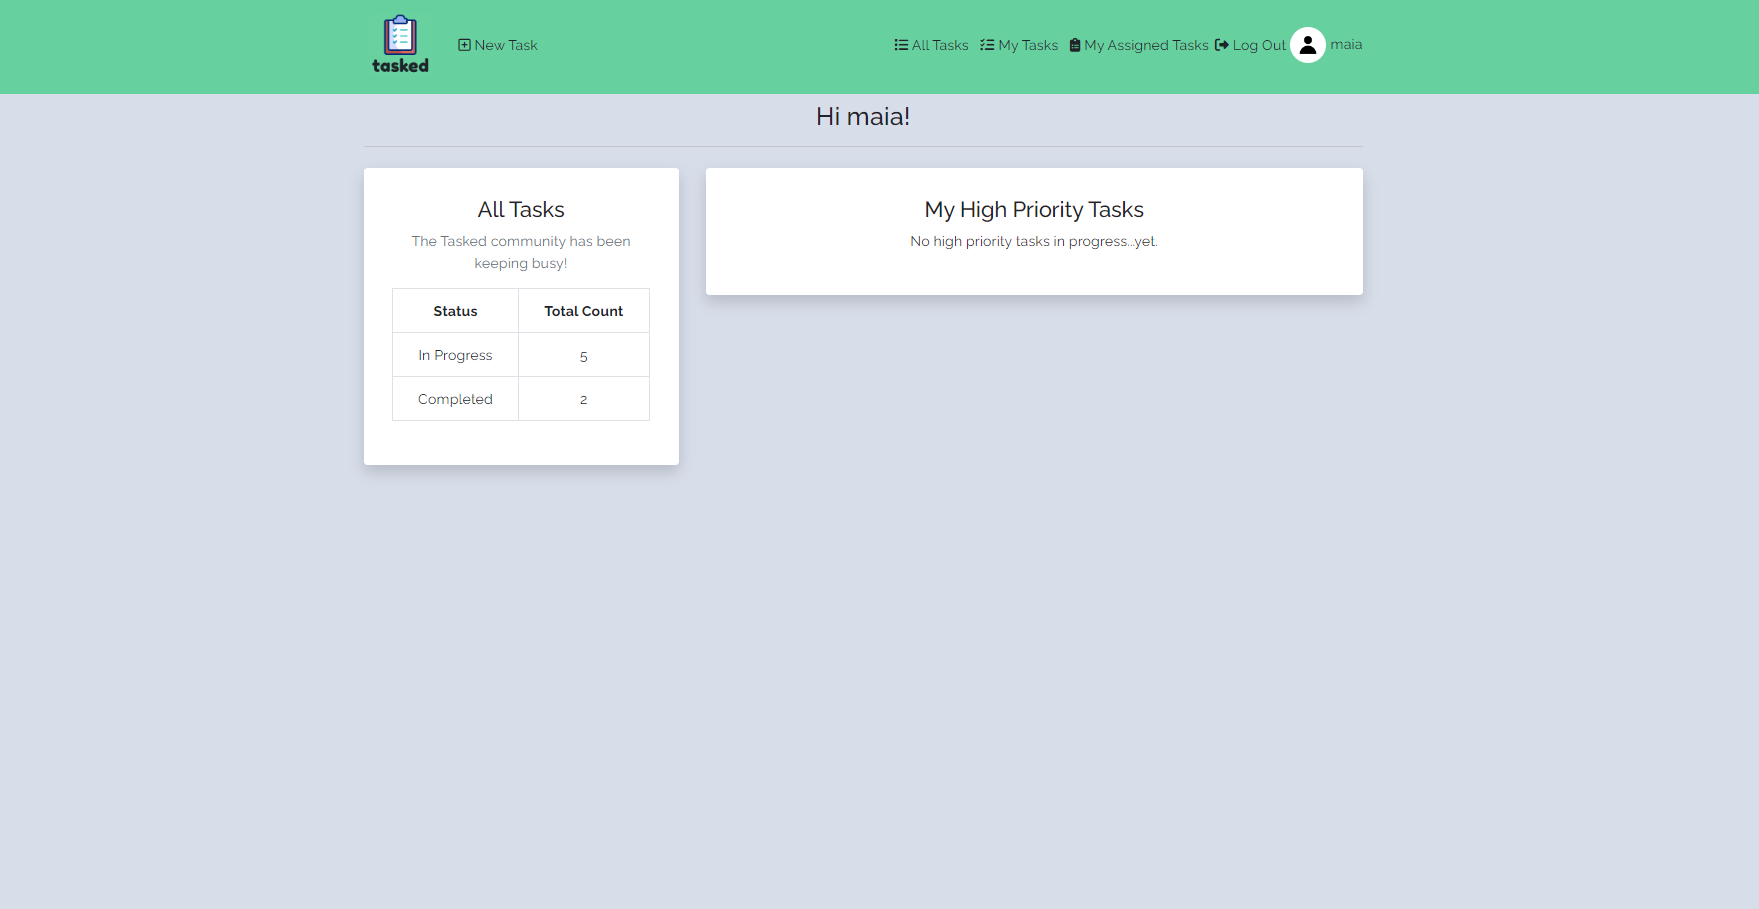 tasked
New Task
All Tasks
My Tasks
My Assigned Tasks
Log Out
maia
Hi maia!
All Tasks
The Tasked community has been
keeping busy!
Status Total Count
In Progress 5
Completed 2
My High Priority Tasks
No high priority tasks in progress...yet.